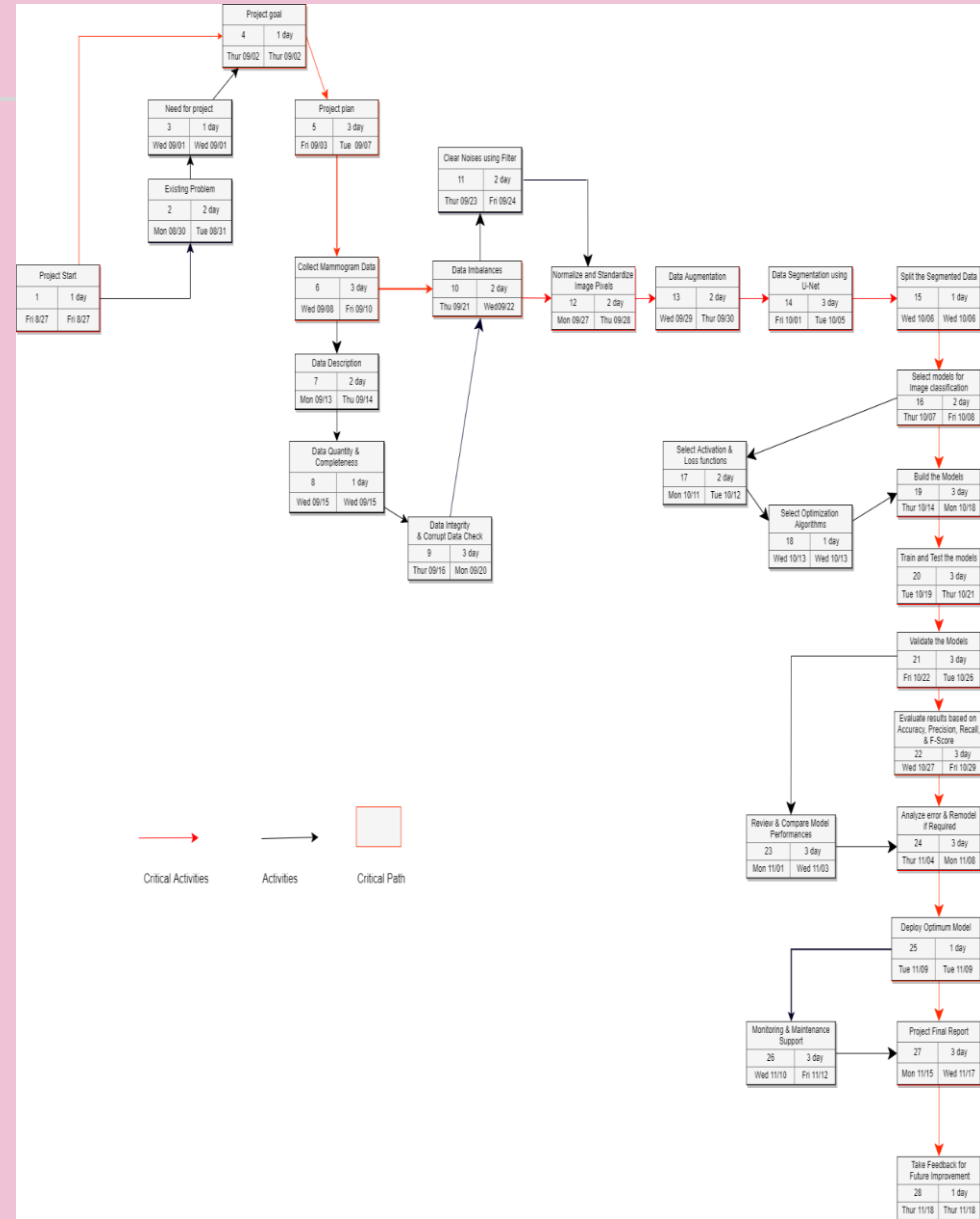 Project goal
4 1 day
Thur 09/02 Thur 09/02
Need for project
3 1 day
Wed 09/01 Wed 09/01
Existing Problem
2 2 day
Mon 08/30 Tue 08/31
Project Start
1 1 day
Fri 8/27 Fri 8/27
Project plan
5 3 day
Fri 09/03 Tue 09/07
Collect Mammogram Data
6 3 day
Wed 09/08 Fri 09/10
Data Description
7 2 day
Mon 09/13 Thu 09/14
Data Quantity &
Completeness
8 1 day
Wed 09/15 Wed 09/15
Data Integrity
& Corrupt Data Check
9 3 day
Thur 09/16 Mon 09/20
Data Imbalances
10 2 day
Thu 09/21 Wed09/22
Clear Noises using Filter
11 2 day
Thur 09/23 Fri 09/24
Normalize and Standardize
Image Pixels
12 2 day
Mon 09/27 Thu 09/28
Data Augmentation
13 2 day
Wed 09/29 Thur 09/30
Data Segmentation using
U-Net
14 3 day
Fri 10/01 Tue 10/05
Split the Segmented Data
15 1 day
Wed 10/06 Wed 10/06
Select models for
Image classification
16 2 day
Thur 10/07 Fri 10/08
Select Activation &
Loss functions
17 2 day
Mon 10/11 Tue 10/12
Select Optimization
Algorithms
18 1 day
Wed 10/13 Wed 10/13
Build the Models
19 3 day
Thur 10/14 Mon 10/18
Train and Test the models
20 3 day
Tue 10/19 Thur 10/21
Validate the Models
21 3 day
Fri 10/22 Tue 10/26
Evaluate results based on
Accuracy, Precision, Recall,
& F-Score
22 3 day
Wed 10/27 Fri 10/29
Review & Compare Model
Performances
23 3 day
Mon 11/01 Wed 11/03
Analyze error & Remodel
if Required
24 3 day
Thur 11/04 Mon 11/08
Deploy Optimum Model
25 1 day
Tue 11/09 Tue 11/09
Monitoring & Maintenance
Support
26 3 day
Wed 11/10 Fri 11/12
Project Final Report
27 3 day
Mon 11/15 Wed 11/17
Take Feedback for
Future Improvement
28 1 day
Thur 11/18 Thur 11/18
Critical Activities
Activities
Critical Path